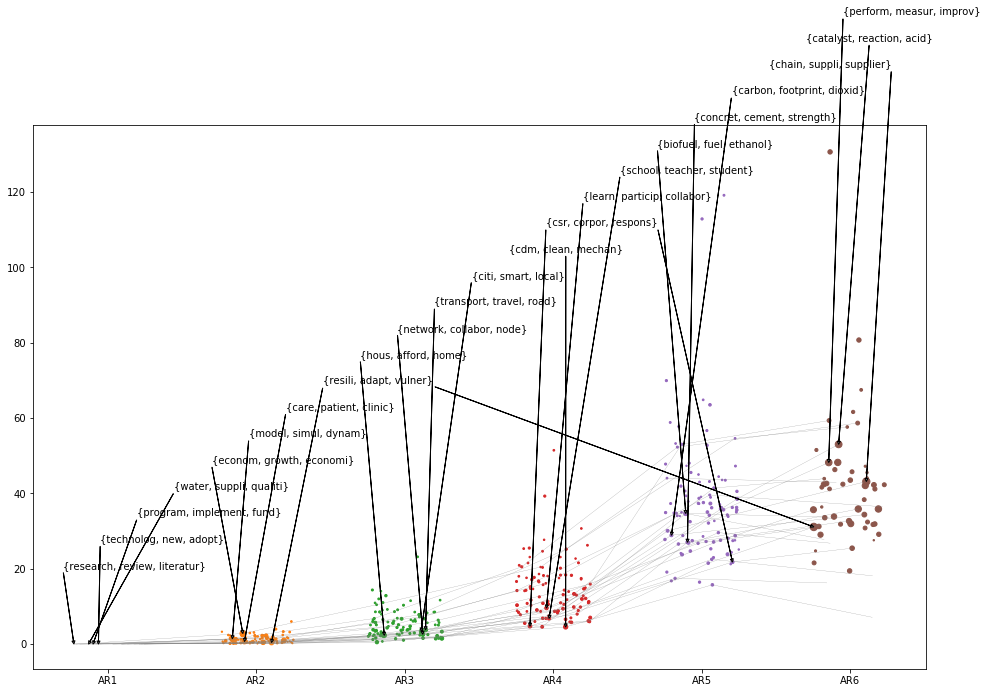 {perform, measur, improv}
{catalyst, reaction, acid}
{chain, suppli, supplier}
{carbon, footprint, dioxid}
{concret, cement, strength}
{biofuel, fuel, ethanol}
{school, teacher, student}
{learn, particip, collabor}
{csr, corpor, respons}
{cdm, clean, mechan}
{citi, smart, local}
{transport, travel, road}
{network, collabor, node}
{hous, afford, home}
{resili, adapt, vulner}
{care, patient, clinic}
{model, simul, dynam}
{econom, growth, economi}
{water, suppli, qualiti}
{program, implement, fund}
{technolog, new, adopt}
{research, review, literatur}
120
100
80
60
40
20
0
AR1 AR2 AR3 AR4 AR5 AR6